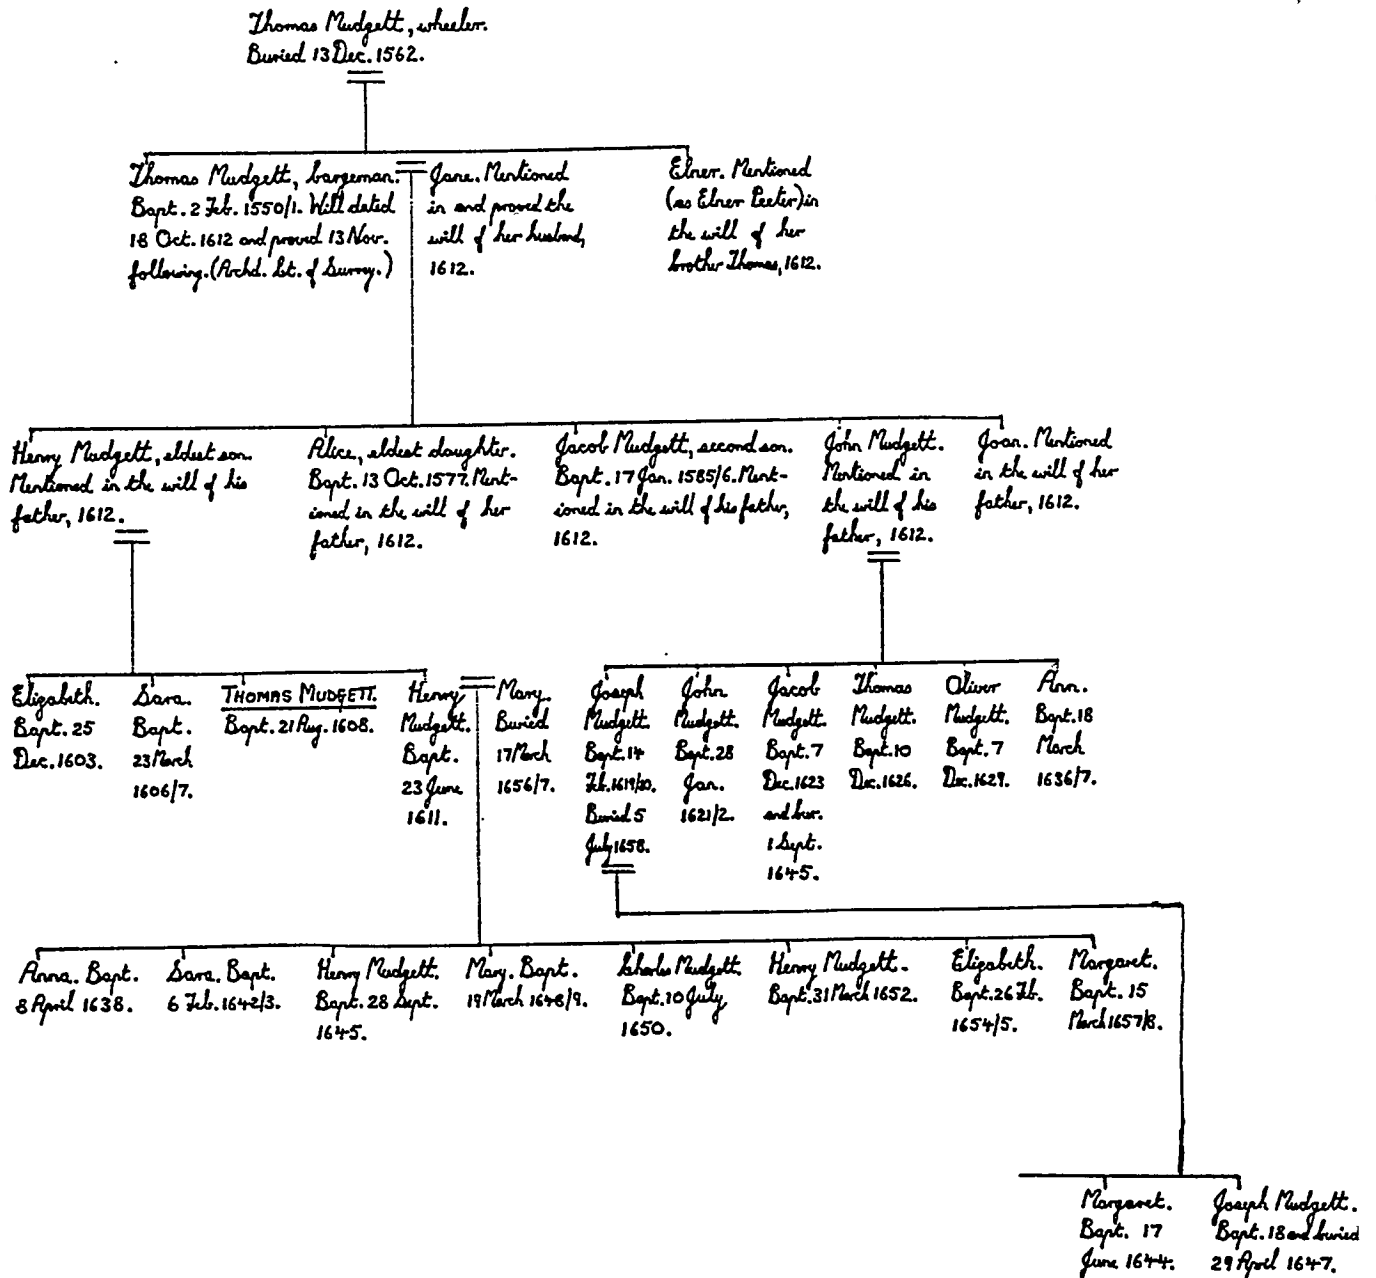 Thomas Mudgett, wheeler.
Buried 13 Dec. 1562.
Thomas Mudgett, bargeman.
Bapt. 2 Feb. 1550/1. Will dated
18 Oct. 1612 and proved 13 Nov.
following. (Archd. Ct. of Surrey.)
Jane. Mentioned
in and proved the
will of her husband,
1612.
Elner. Mentioned
(as Elner Peeter) in
the will of her
brother Thomas, 1612.
Henry Mudgett, eldest son.
Mentioned in the will of his
father, 1612.
Alice, eldest daughter.
Bapt. 13 Oct. 1577. Ment-
ioned in the will of her
father, 1612.
Jacob Mudgett, second son.
Bapt. 17 Jan. 1585/6. Ment-
ioned in the will of his father,
1612.
John Mudgett.
Mentioned in
the will of his
father, 1612.
Joan. Mentioned
in the will of her
father, 1612.
Elizabeth.
Bapt. 25
Dec. 1603.
Sara.
Bapt.
23 March
1606/7.
THOMAS MUDGETT.
Bapt. 21 Aug. 1608.
Henry
Mudgett.
Bapt.
23 June
1611.
Mary.
Buried
17 March
1656/7.
Joseph
Mudgett.
Bapt. 14
Feb. 1619/20.
Buried 5
July 1658.
John
Mudgett.
Bapt. 28
Jan.
1621/2.
Jacob
Mudgett.
Bapt. 7
Dec. 1623
and bur.
1 Sept.
1645.
Thomas
Mudgett.
Bapt. 10
Dec. 1626.
Oliver
Mudgett.
Bapt. 7
Dec. 1629.
Ann.
Bapt. 18
March
1636/7.
Anna. Bapt.
8 April 1638.
Sara. Bapt.
6 Feb. 1642/3.
Henry Mudgett.
Bapt. 28 Sept.
1645.
Mary. Bapt.
19 March 1648/9.
Charles Mudgett.
Bapt. 10 July
1650.
Henry Mudgett.
Bapt. 31 March 1652.
Elizabeth.
Bapt. 26 Feb.
1654/5.
Margaret.
Bapt. 15
March 1657/8.
Margaret.
Bapt. 17
June 1644.
Joseph Mudgett.
Bapt. 18 and buried
29 April 1647.